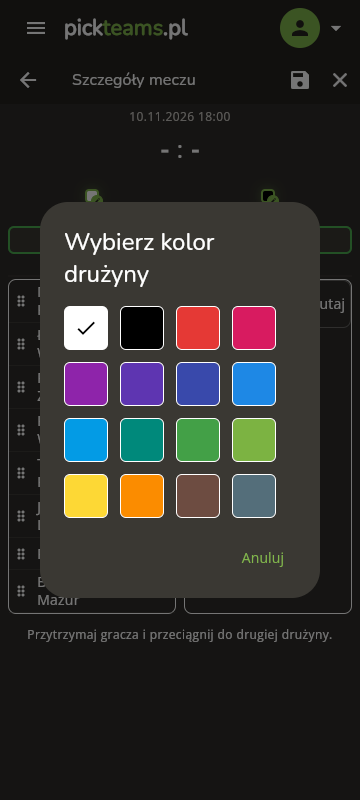 pickteams.pl
Szczegóły meczu
10.11.2026 18:00
- : -
Wybierz kolor
drużyny
utaj
Anuluj
Mazur
Przytrzymaj gracza i przeciągnij do drugiej drużyny.